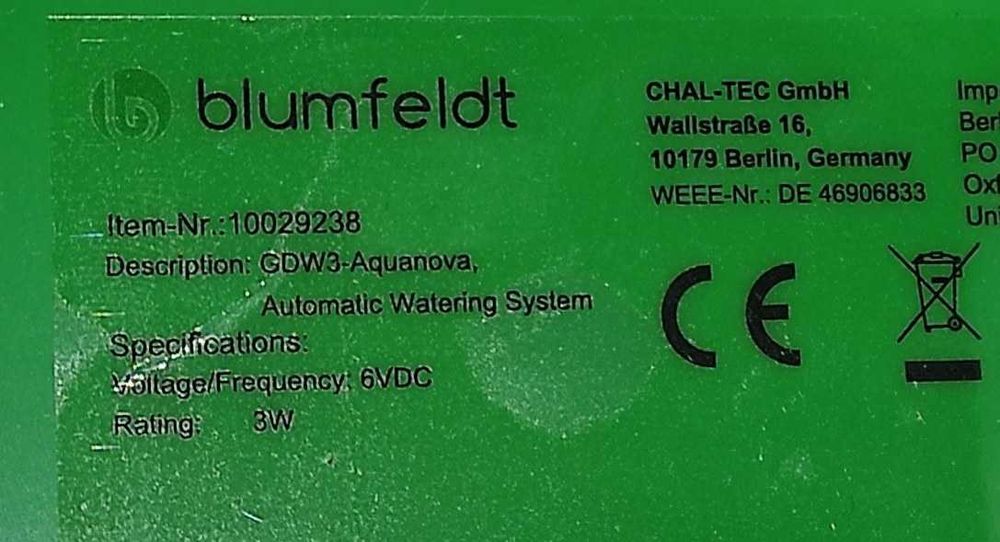 blumfeldt
Item-Nr.:10029238
Description: GDW3-Aquanova,
Automatic Watering System
Specifications:
Voltage/Frequency: 6VDC
Rating: 3W
CHAL-TEC GmbH
Wallstraße 16,
10179 Berlin, Germany
WEEE-Nr.: DE 46906833
CE
PO